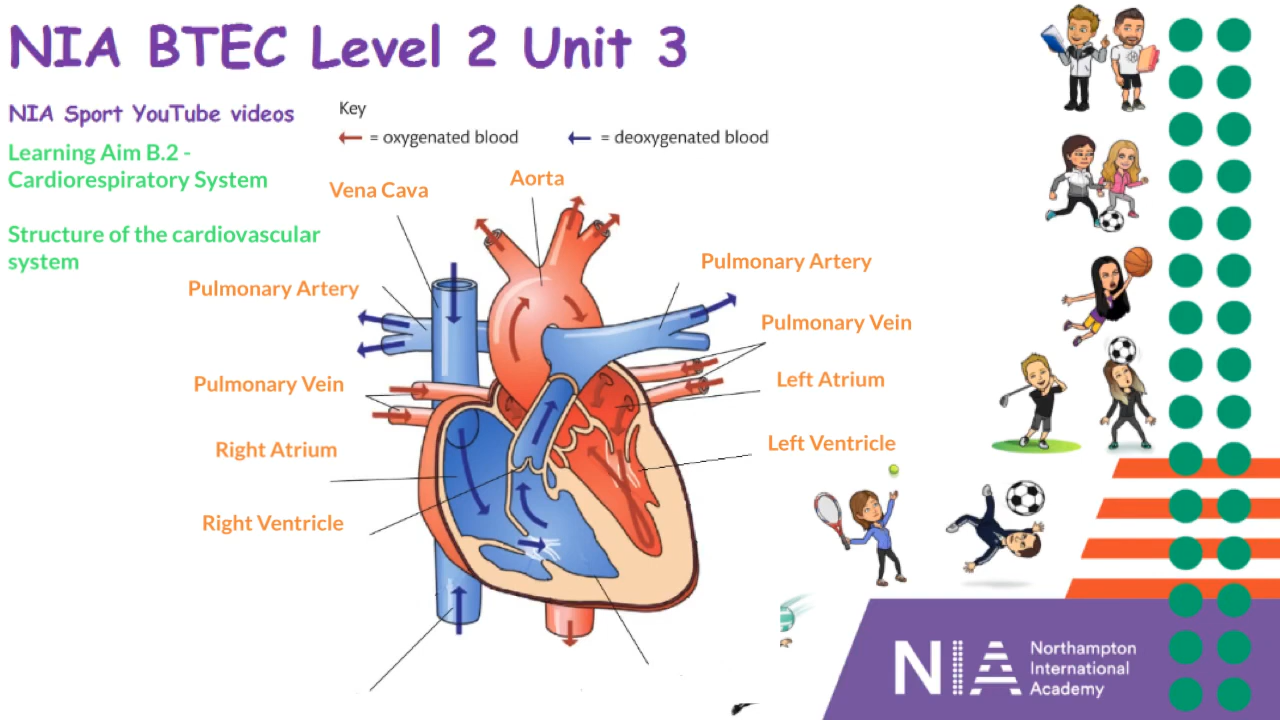 NIA BTEC Level 2 Unit 3
NIA Sport YouTube videos
Learning Aim B.2 -
Cardiorespiratory System
Structure of the cardiovascular
system
Key
= oxygenated blood
= deoxygenated blood
Vena Cava
Aorta
Pulmonary Artery
Pulmonary Artery
Pulmonary Vein
Pulmonary Vein
Left Atrium
Right Atrium
Left Ventricle
Right Ventricle
NIA
Northampton
International
Academy